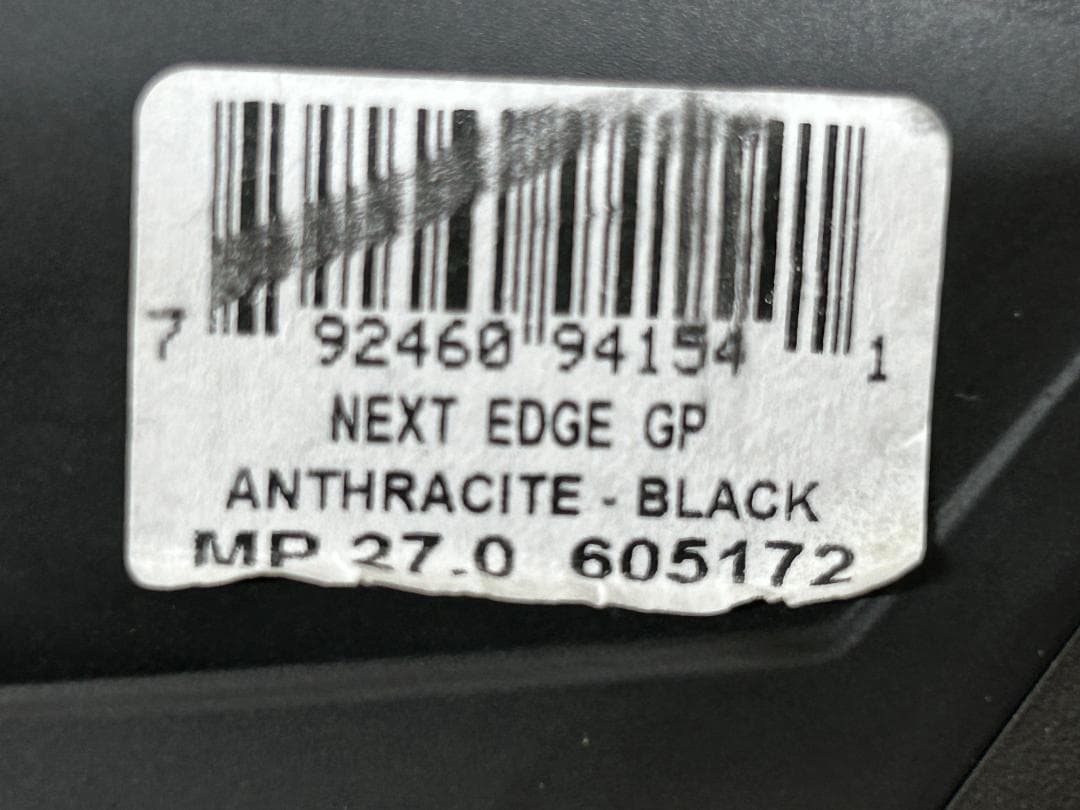 7 92460 94154 1
NEXT EDGE GP
ANTHRACITE - BLACK
MP 27.0 605172